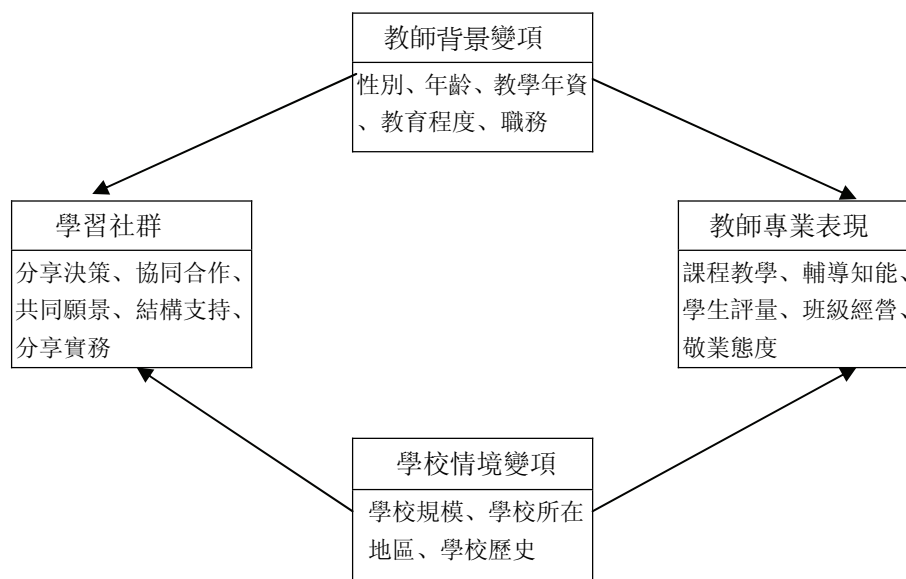 教師背景變項
性別、年齡、教學年資
、教育程度、職務
學習社群
分享決策、協同合作、
共同願景、結構支持、
分享實務
教師專業表現
課程教學、輔導知能、
學生評量、班級經營、
敬業態度
學校情境變項
學校規模、學校所在
地區、學校歷史